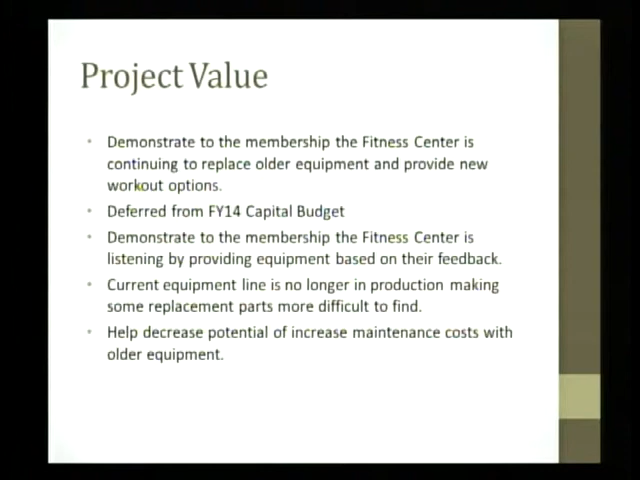 Project Value
Demonstrate to the membership the Fitness Center is
continuing to replace older equipment and provide new
workout options.
Deferred from FY14 Capital Budget
Demonstrate to the membership the Fitness Center is
listening by providing equipment based on their feedback.
Current equipment line is no longer in production making
some replacement parts more difficult to find.
Help decrease potential of increase maintenance costs with
older equipment.